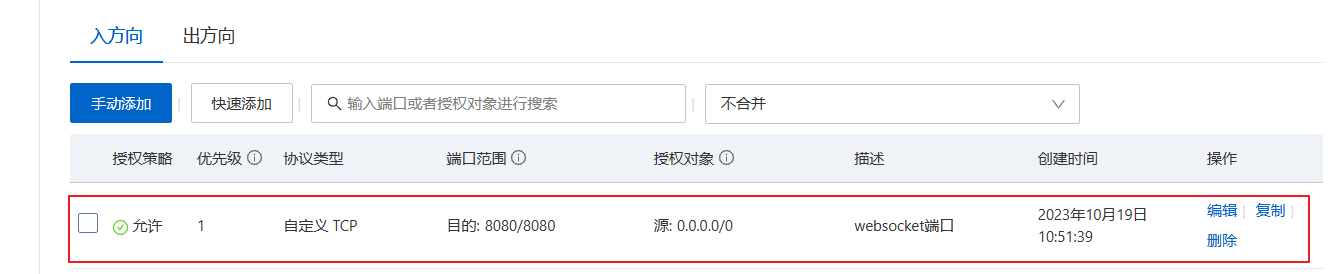 入方向 出方向
手动添加 快速添加 输入端口或者授权对象进行搜索 不合并
授权策略 优先级 协议类型 端口范围 授权对象 描述 创建时间 操作
允许 1 自定义 TCP 目的: 8080/8080 源: 0.0.0.0/0 websocket端口 2023年10月19日 编辑 复制
10:51:39 删除